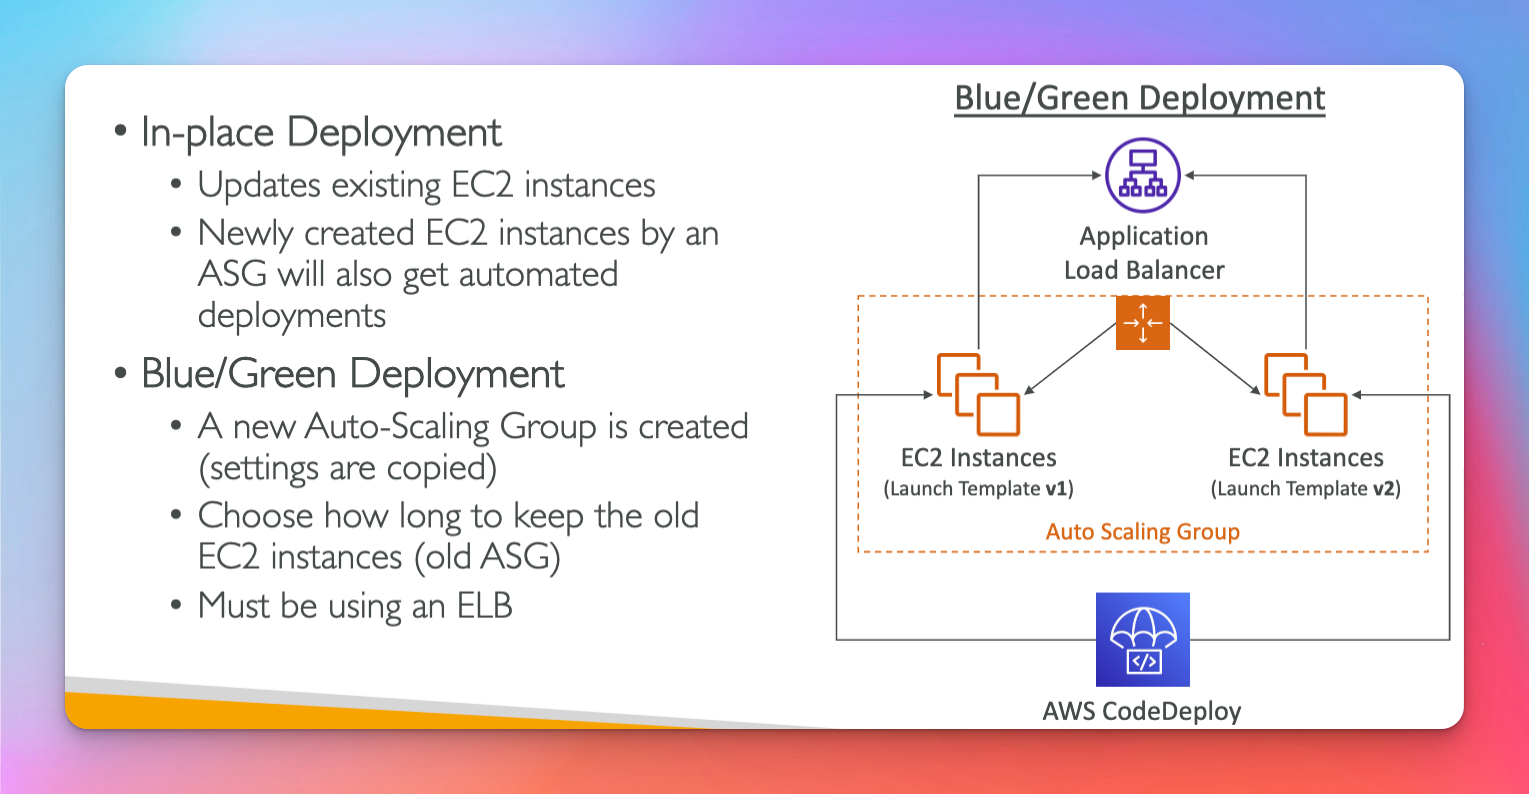 • In-place Deployment
• Updates existing EC2 instances
• Newly created EC2 instances by an
ASG will also get automated
deployments
• Blue/Green Deployment
• A new Auto-Scaling Group is created
(settings are copied)
• Choose how long to keep the old
EC2 instances (old ASG)
• Must be using an ELB
Blue/Green Deployment
Application
Load Balancer
EC2 Instances
(Launch Template v1)
EC2 Instances
(Launch Template v2)
Auto Scaling Group
</>
AWS CodeDeploy